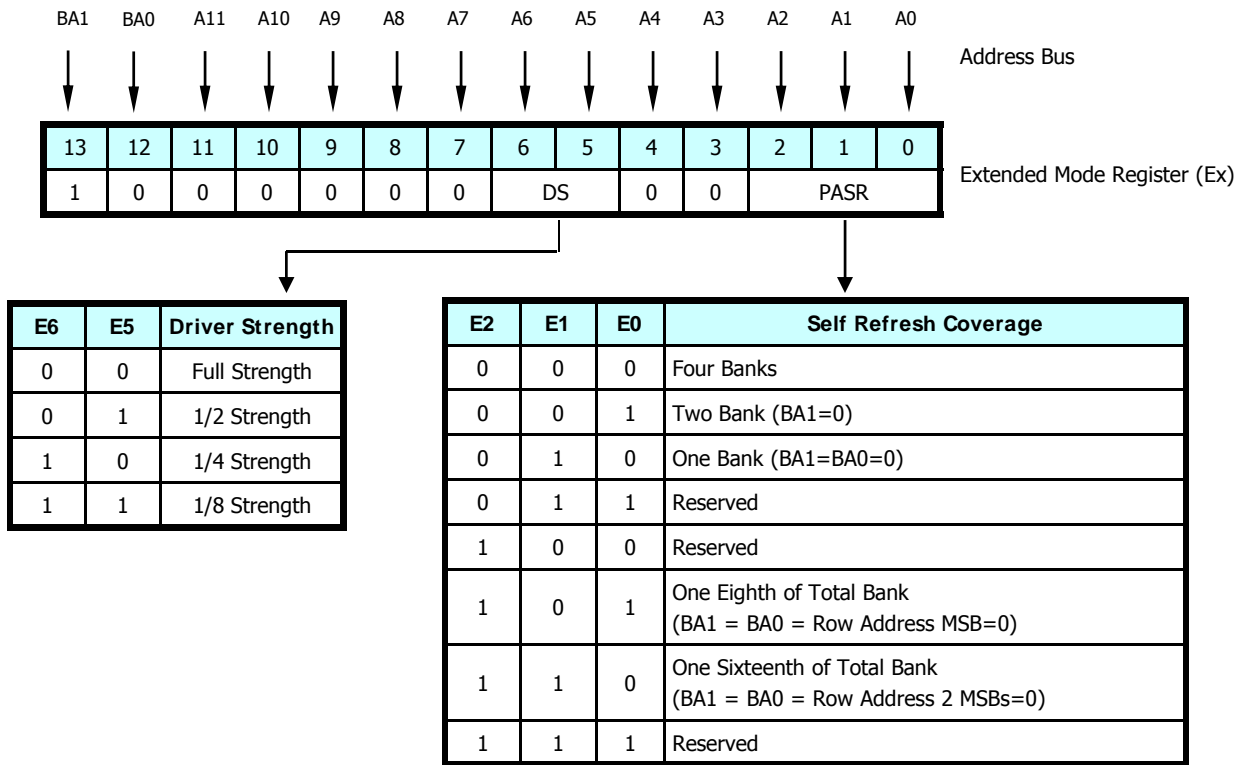 BA1 BA0 A11 A10 A9 A8 A7 A6 A5 A4 A3 A2 A1 A0
Address Bus
13 12 11 10 9 8 7 6 5 4 3 2 1 0
1 0 0 0 0 0 0 DS 0 0 PASR
Extended Mode Register (Ex)
E6 E5 Driver Strength
0 0 Full Strength
0 1 1/2 Strength
1 0 1/4 Strength
1 1 1/8 Strength
E2 E1 E0 Self Refresh Coverage
0 0 0 Four Banks
0 0 1 Two Bank (BA1=0)
0 1 0 One Bank (BA1=BA0=0)
0 1 1 Reserved
1 0 0 Reserved
1 0 1 One Eighth of Total Bank
(BA1 = BA0 = Row Address MSB=0)
1 1 0 One Sixteenth of Total Bank
(BA1 = BA0 = Row Address 2 MSBs=0)
1 1 1 Reserved